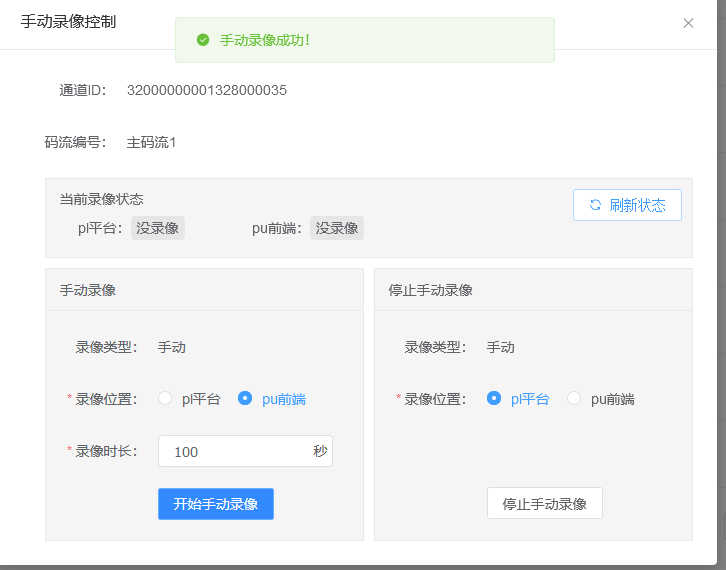 手动录像控制
手动录像成功！
通道ID： 32000000001328000035
码流编号： 主码流1
当前录像状态
刷新状态
pl平台： 没录像 pu前端： 没录像
手动录像
录像类型： 手动
* 录像位置： pl平台 pu前端
* 录像时长： 100 秒
开始手动录像
停止手动录像
录像类型： 手动
* 录像位置： pl平台 pu前端
停止手动录像